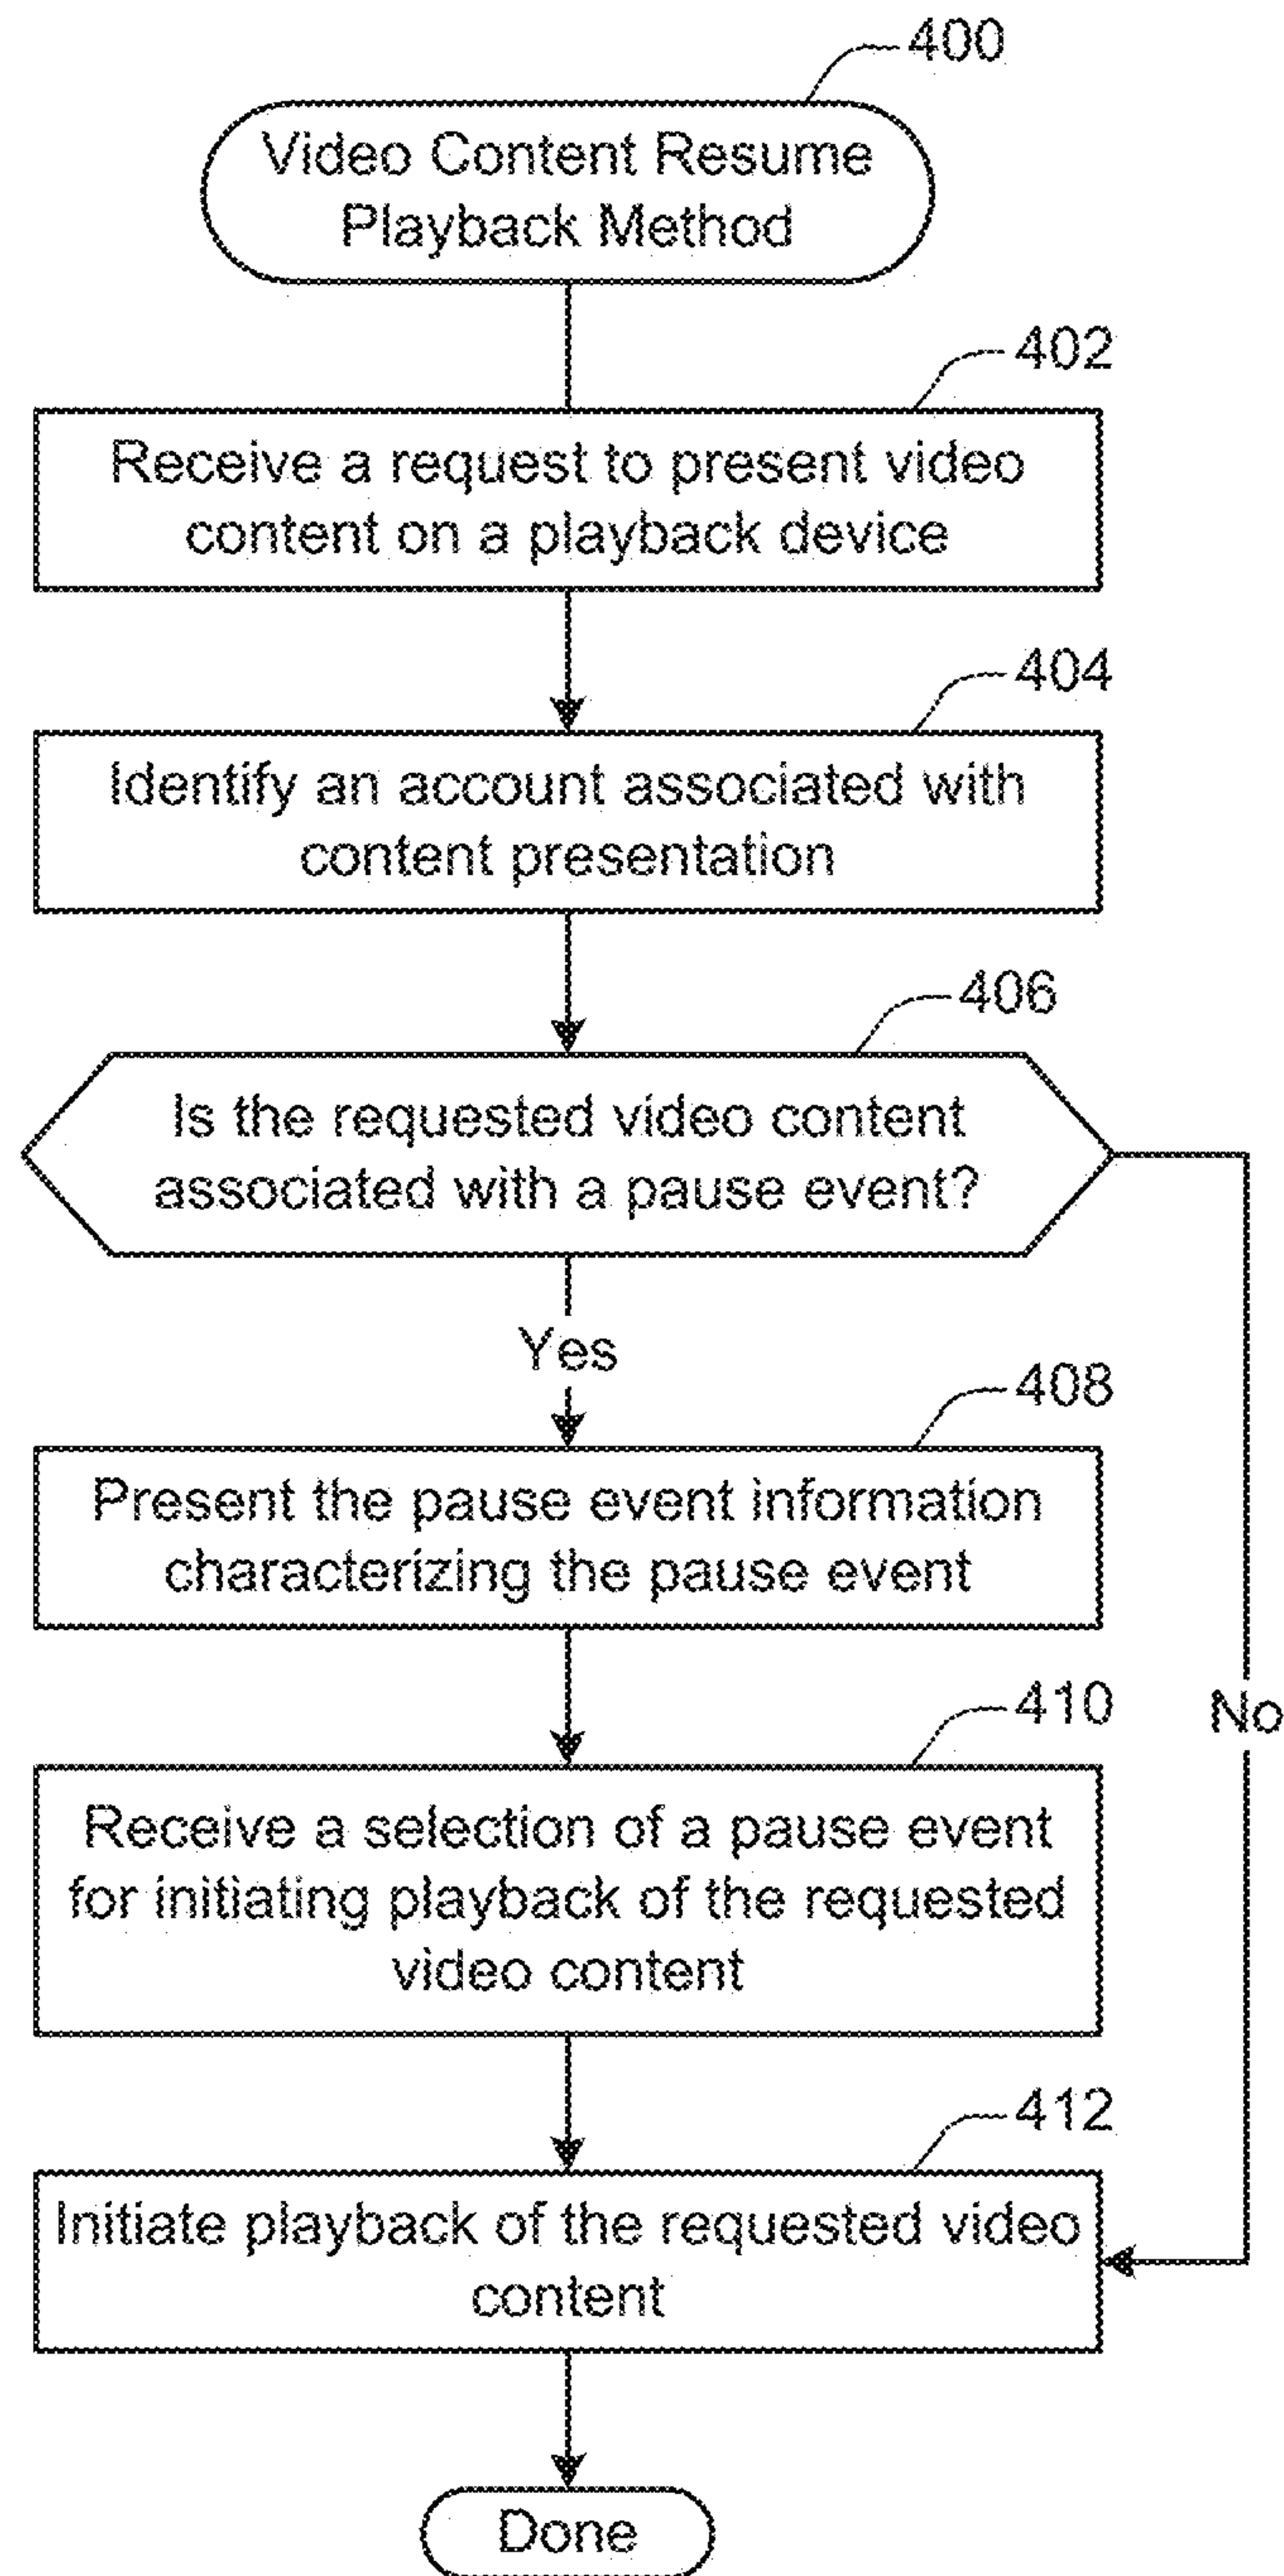 400
Video Content Resume
Playback Method
402
Receive a request to present video
content on a playback device
404
Identify an account associated with
content presentation
406
Is the requested video content
associated with a pause event?
Yes
408
Present the pause event information
characterizing the pause event
410
No
Receive a selection of a pause event
for initiating playback of the requested
video content
412
Initiate playback of the requested video
content
Done